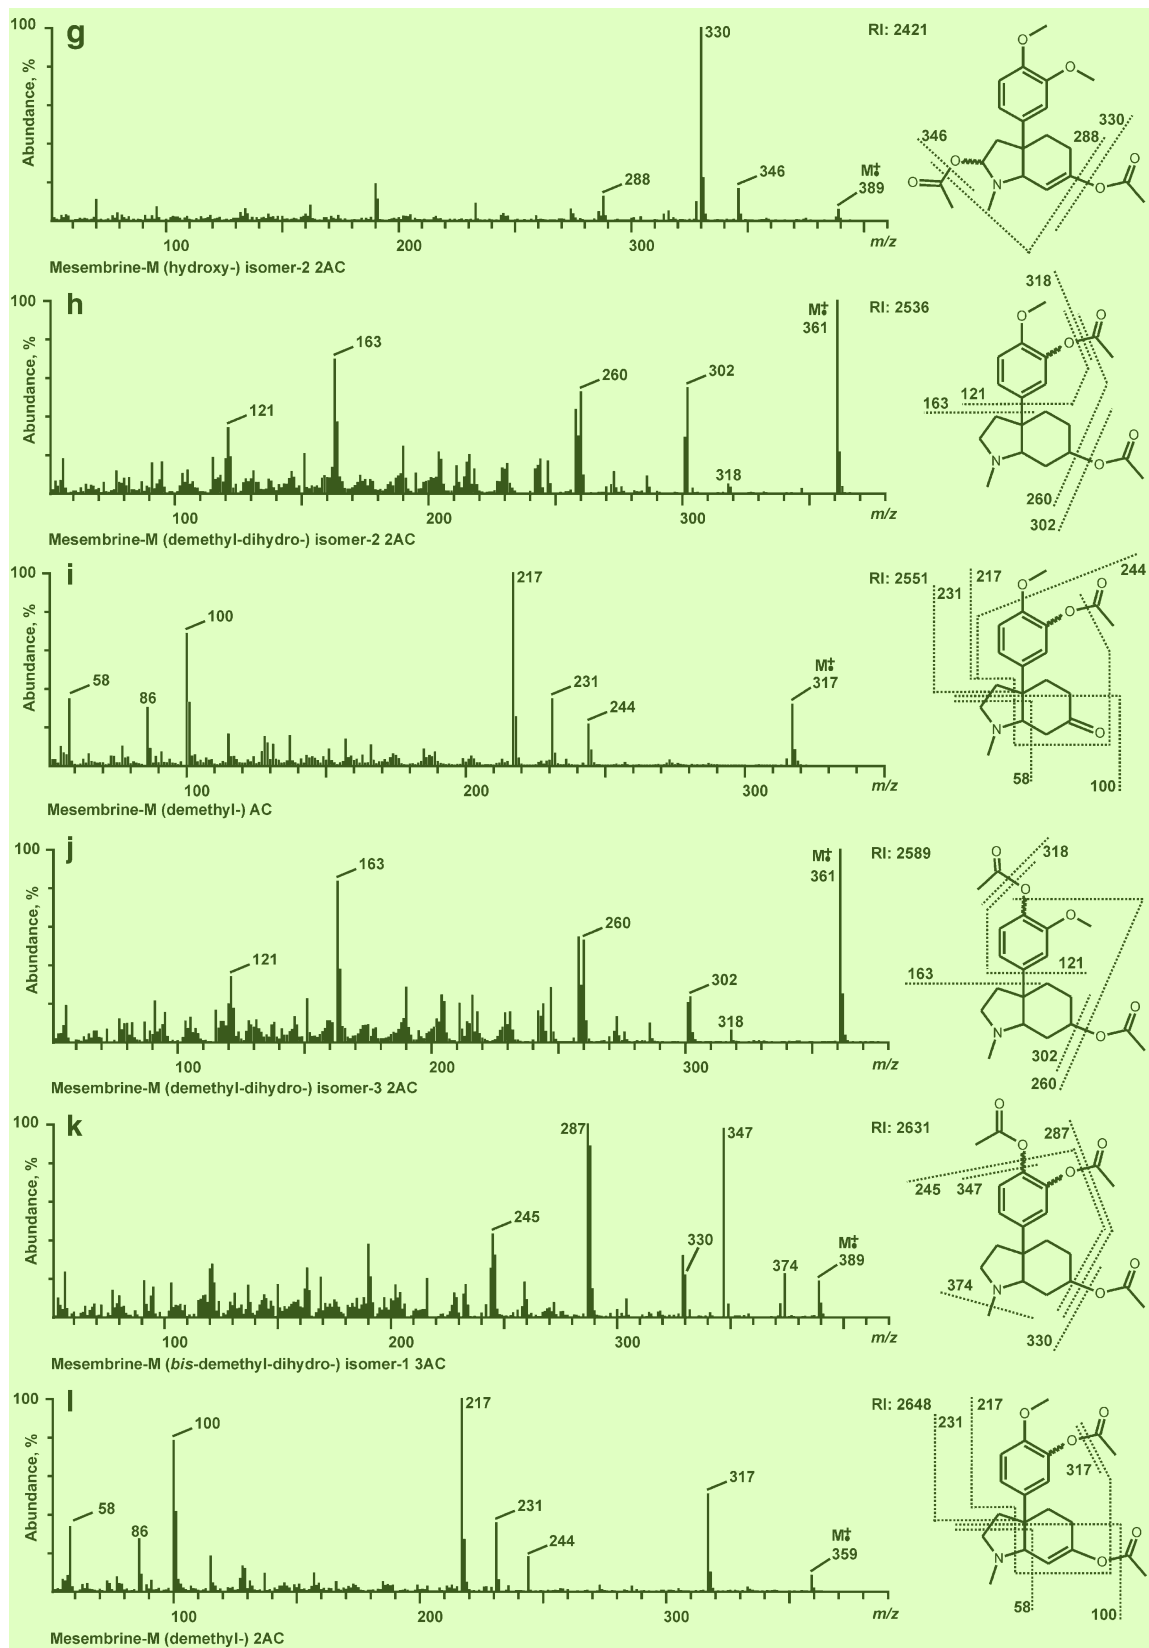 g
100
Abundance, %
330
288
346
M⁺•
389
RI: 2421
100
200
300
m/z
Mesembrine-M (hydroxy-) isomer-2 2AC
O
O
346
330
288
O
O
N
O
O
h
100
Abundance, %
121
163
260
302
318
M⁺•
361
RI: 2536
100
200
300
m/z
Mesembrine-M (demethyl-dihydro-) isomer-2 2AC
318
O
O
O
163
121
N
O
O
260
302
i
100
Abundance, %
58
86
100
217
231
244
M⁺•
317
RI: 2551
100
200
300
m/z
Mesembrine-M (demethyl-) AC
231
217
244
O
O
O
N
O
58
100
j
100
Abundance, %
121
163
260
302
318
M⁺•
361
RI: 2589
100
200
300
m/z
Mesembrine-M (demethyl-dihydro-) isomer-3 2AC
O
318
O
O
121
163
N
O
O
302
260
k
100
Abundance, %
245
287
330
347
374
M⁺•
389
RI: 2631
100
200
300
m/z
Mesembrine-M (bis-demethyl-dihydro-) isomer-1 3AC
O
287
O
O
O
245
347
374
N
O
O
330
l
100
Abundance, %
58
86
100
217
231
244
317
M⁺•
359
RI: 2648
100
200
300
m/z
Mesembrine-M (demethyl-) 2AC
231
217
O
O
O
317
N
O
O
58
100